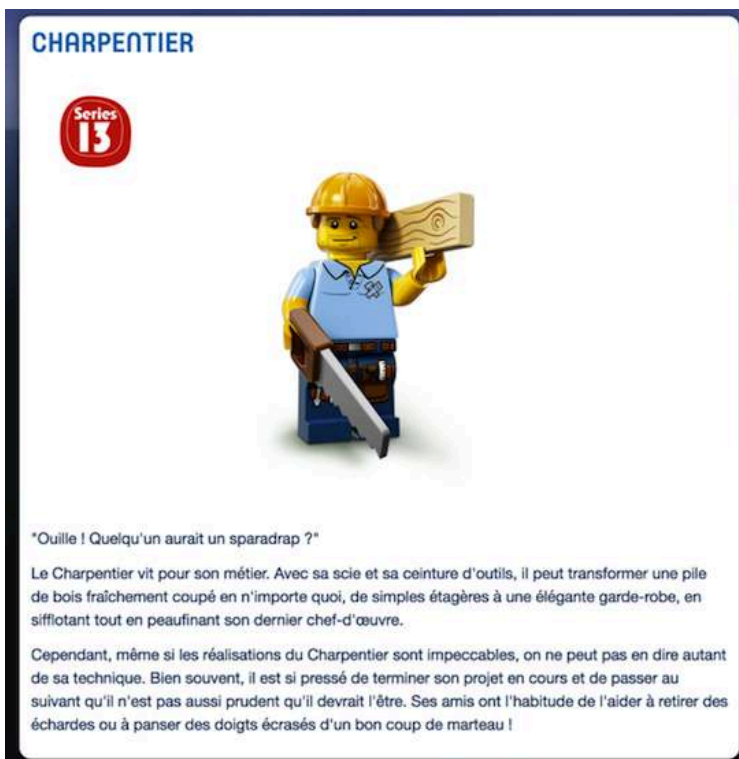 CHARPENTIER
Series
13
"Ouille ! Quelqu'un aurait un sparadrap ?"
Le Charpentier vit pour son métier. Avec sa scie et sa ceinture d'outils, il peut transformer une pile
de bois fraîchement coupé en n'importe quoi, de simples étagères à une élégante garde-robe, en
sifflotant tout en peaufinant son dernier chef-d'œuvre.
Cependant, même si les réalisations du Charpentier sont impeccables, on ne peut pas en dire autant
de sa technique. Bien souvent, il est si pressé de terminer son projet en cours et de passer au
suivant qu'il n'est pas aussi prudent qu'il devrait l'être. Ses amis ont l'habitude de l'aider à retirer des
échardes ou à panser des doigts écrasés d'un bon coup de marteau !